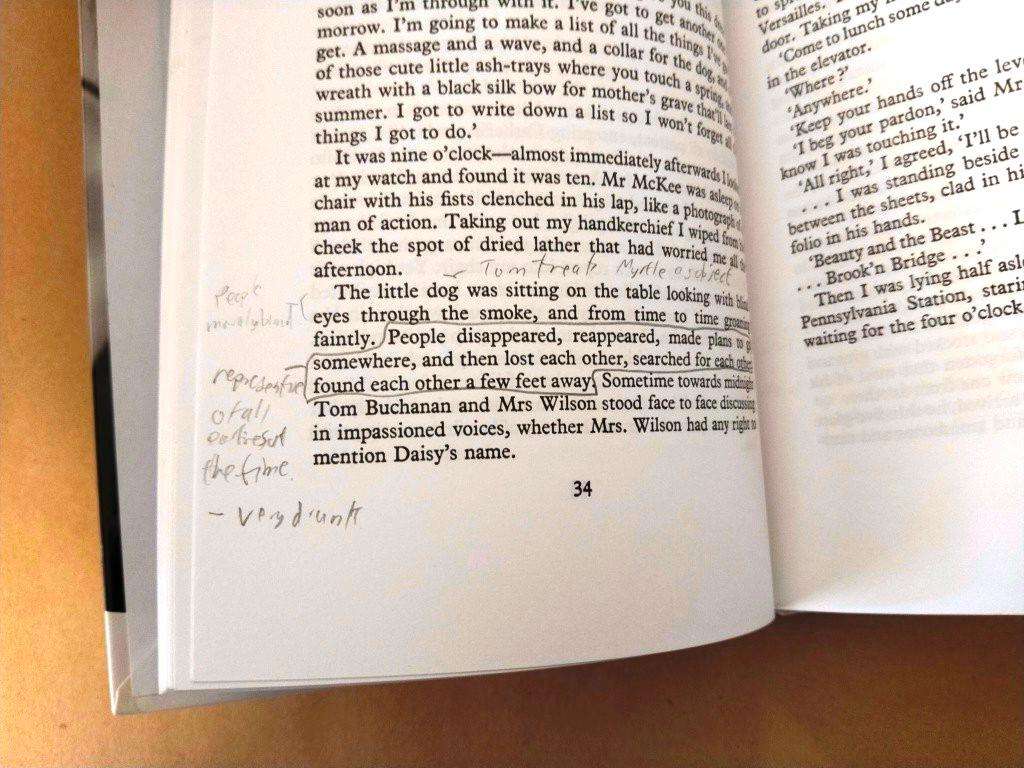 soon as I'm through with it. I've got to get another
morrow. I'm going to make a list of all the things I've
get. A massage and a wave, and a collar for the dog, and
of those cute little ash-trays where you touch a spring,
wreath with a black silk bow for mother's grave that'll
summer. I got to write down a list so I won't forget all
things I got to do.'
It was nine o'clock—almost immediately afterwards I
at my watch and found it was ten. Mr McKee was asleep
chair with his fists clenched in his lap, like a photograph of
man of action. Taking out my handkerchief I wiped from
cheek the spot of dried lather that had worried me all
afternoon.
- Tom treats Myrtle as object
The little dog was sitting on the table looking with
eyes through the smoke, and from time to time groaning
faintly. People disappeared, reappeared, made plans to
somewhere, and then lost each other, searched for each other,
found each other a few feet away. Sometime towards midnight
Tom Buchanan and Mrs Wilson stood face to face discussing
in impassioned voices, whether Mrs. Wilson had any right to
mention Daisy's name.
34
People
representative
of all
the time.
- very drunk
Versailles.
door. Taking my
'Come to lunch some day
in the elevator.
'Where?'
'Anywhere.'
'Keep your hands off the
'I beg your pardon,' said Mr
know I was touching it.'
'All right,' I agreed, 'I'll be
. . . I was standing beside
between the sheets, clad in his
folio in his hands.
'Beauty and the Beast . . .
. . . Brook'n Bridge . . .'
Then I was lying half
Pennsylvania Station,
waiting for the four o'clock